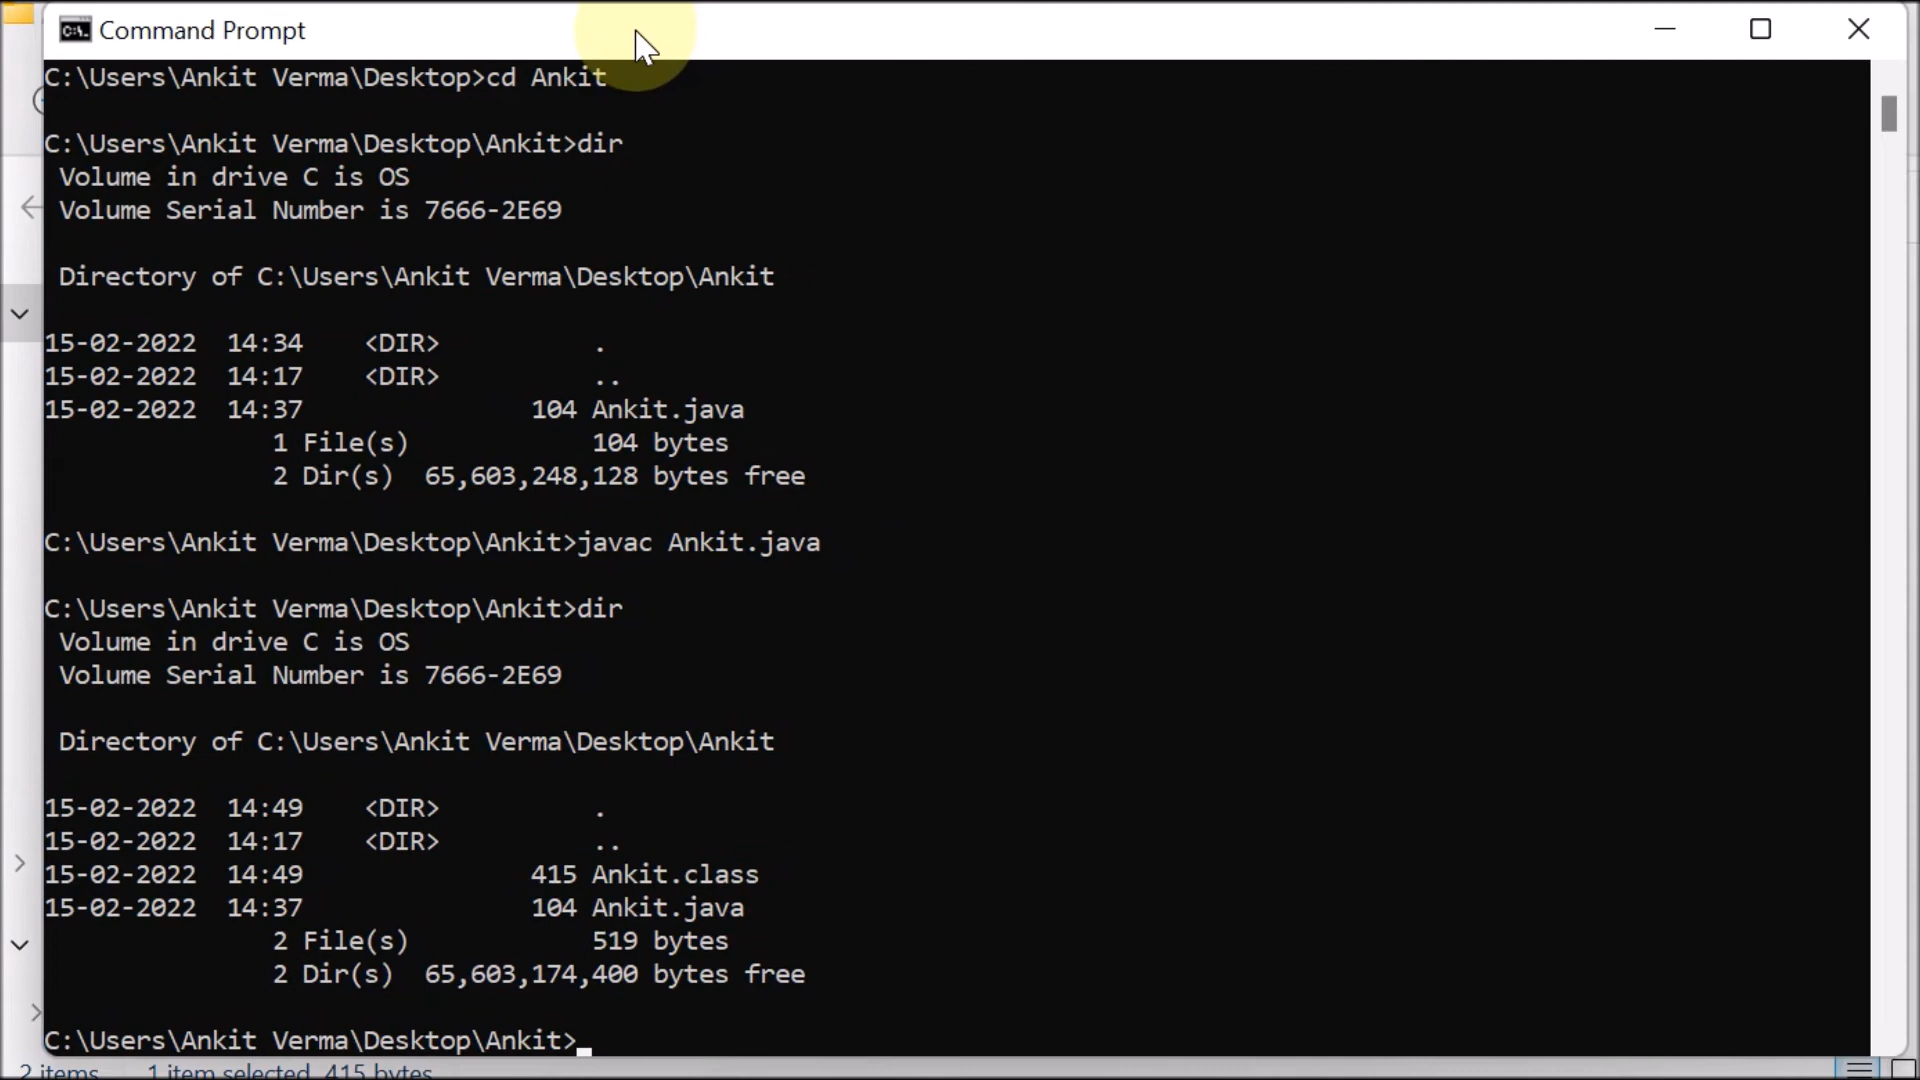 Command Prompt
C:\Users\Ankit Verma\Desktop>cd Ankit
C:\Users\Ankit Verma\Desktop\Ankit>dir
Volume in drive C is OS
Volume Serial Number is 7666-2E69
Directory of C:\Users\Ankit Verma\Desktop\Ankit
15-02-2022  14:34    <DIR>          .
15-02-2022  14:17    <DIR>          ..
15-02-2022  14:37               104 Ankit.java
1 File(s)            104 bytes
2 Dir(s)  65,603,248,128 bytes free
C:\Users\Ankit Verma\Desktop\Ankit>javac Ankit.java
C:\Users\Ankit Verma\Desktop\Ankit>dir
Volume in drive C is OS
Volume Serial Number is 7666-2E69
Directory of C:\Users\Ankit Verma\Desktop\Ankit
15-02-2022  14:49    <DIR>          .
15-02-2022  14:17    <DIR>          ..
15-02-2022  14:49               415 Ankit.class
15-02-2022  14:37               104 Ankit.java
2 File(s)            519 bytes
2 Dir(s)  65,603,174,400 bytes free
C:\Users\Ankit Verma\Desktop\Ankit>
2 items 1 item selected 415 bytes